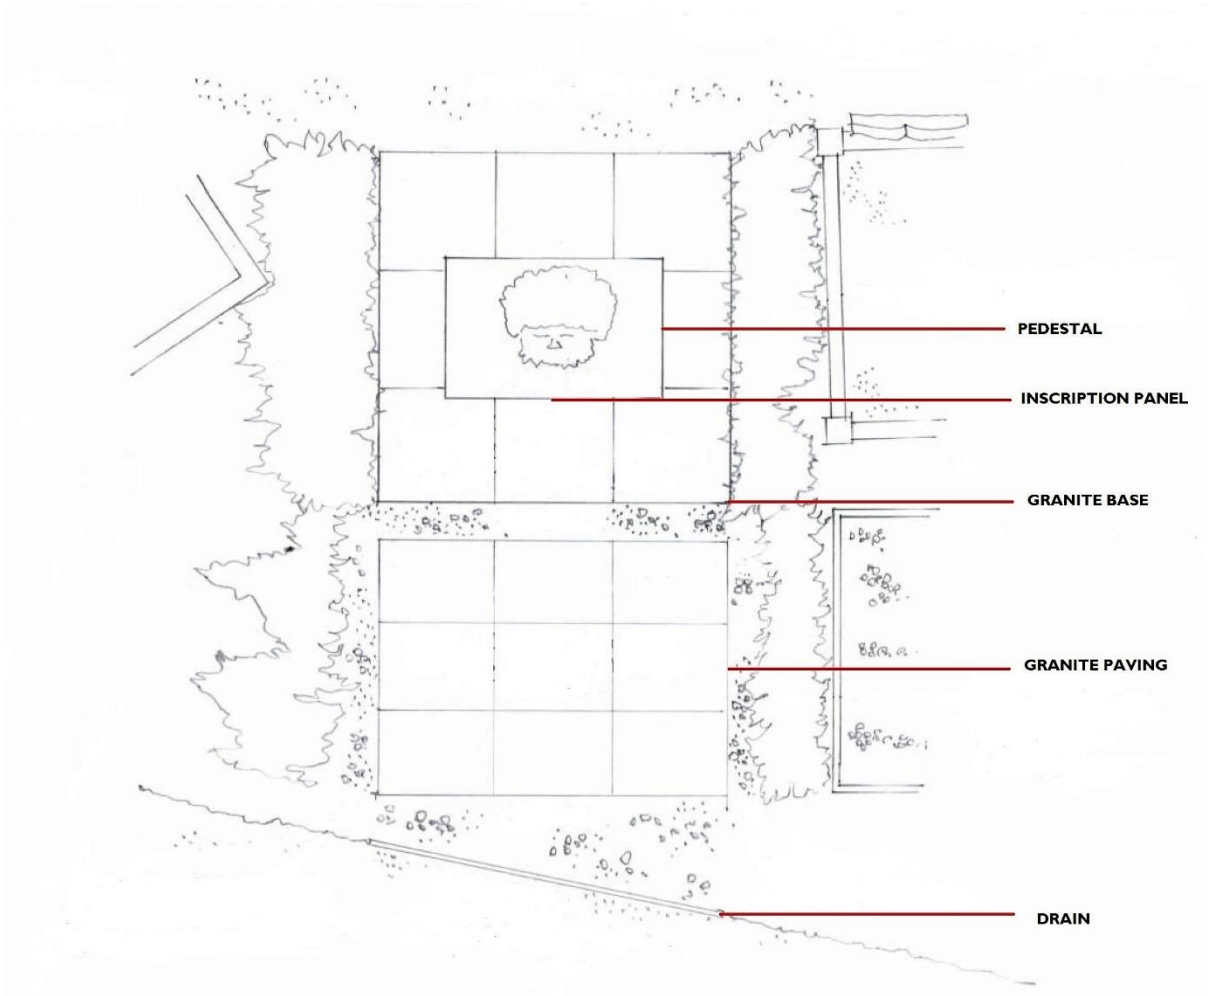 PEDESTAL
INSCRIPTION PANEL
GRANITE BASE
GRANITE PAVING
DRAIN